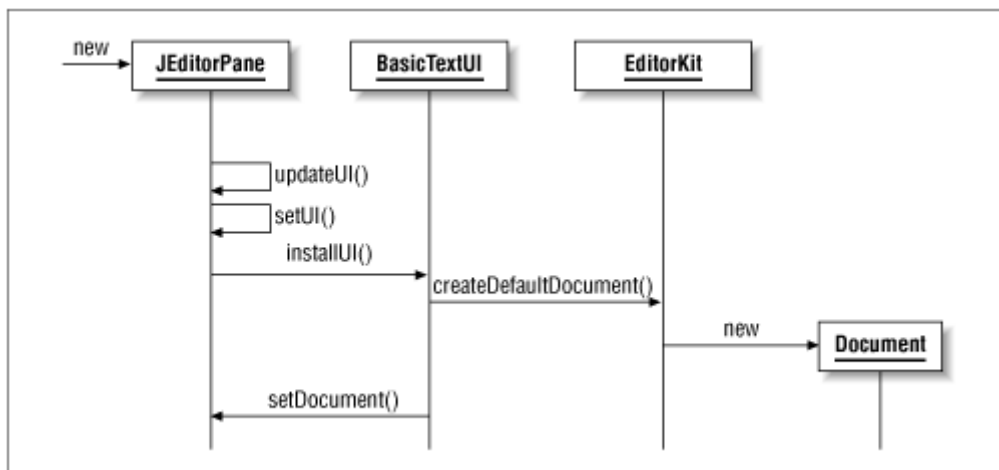 new
JEditorPane
BasicTextUI
EditorKit
updateUI()
setUI()
installUI()
createDefaultDocument()
new
Document
setDocument()